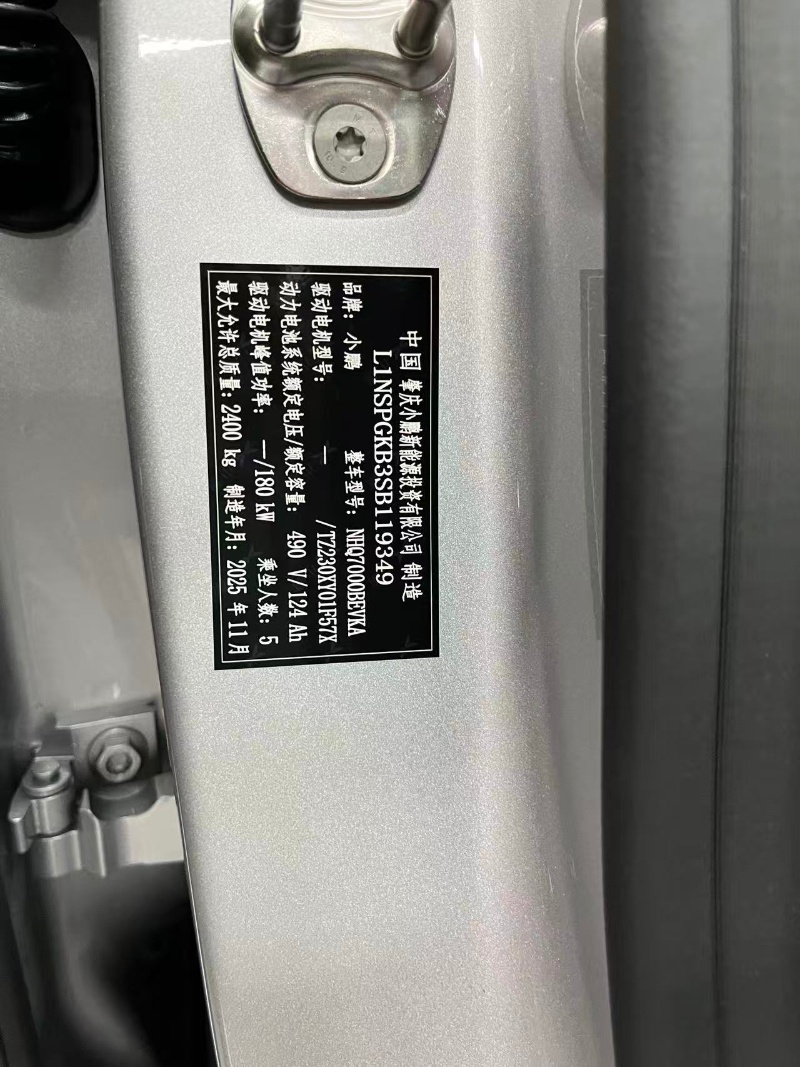 中国 肇庆小鹏新能源投资有限公司 制造
L1NSPGKB3SB119349
品牌：小鹏 整车型号：NHQ7000BEVKA
驱动电机型号： —/TZ230XY01F57X
动力电池系统额定电压/额定容量： 490 V/124 Ah
驱动电机峰值功率： —/180 kW 乘坐人数：5
最大允许总质量：2400 kg 制造年月：2025 年 11 月